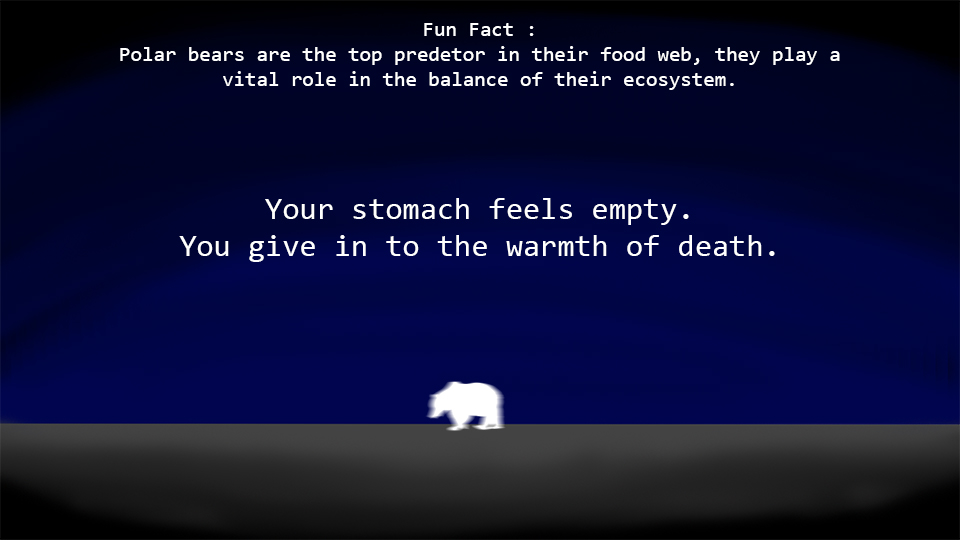 Fun Fact :
Polar bears are the top predetor in their food web, they play a
vital role in the balance of their ecosystem.
Your stomach feels empty.
You give in to the warmth of death.